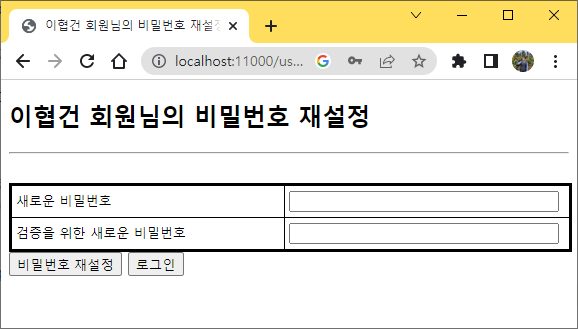 이협건 회원님의 비밀번호 재설정
localhost:11000/us...
이협건 회원님의 비밀번호 재설정
새로운 비밀번호
검증을 위한 새로운 비밀번호
비밀번호 재설정 로그인